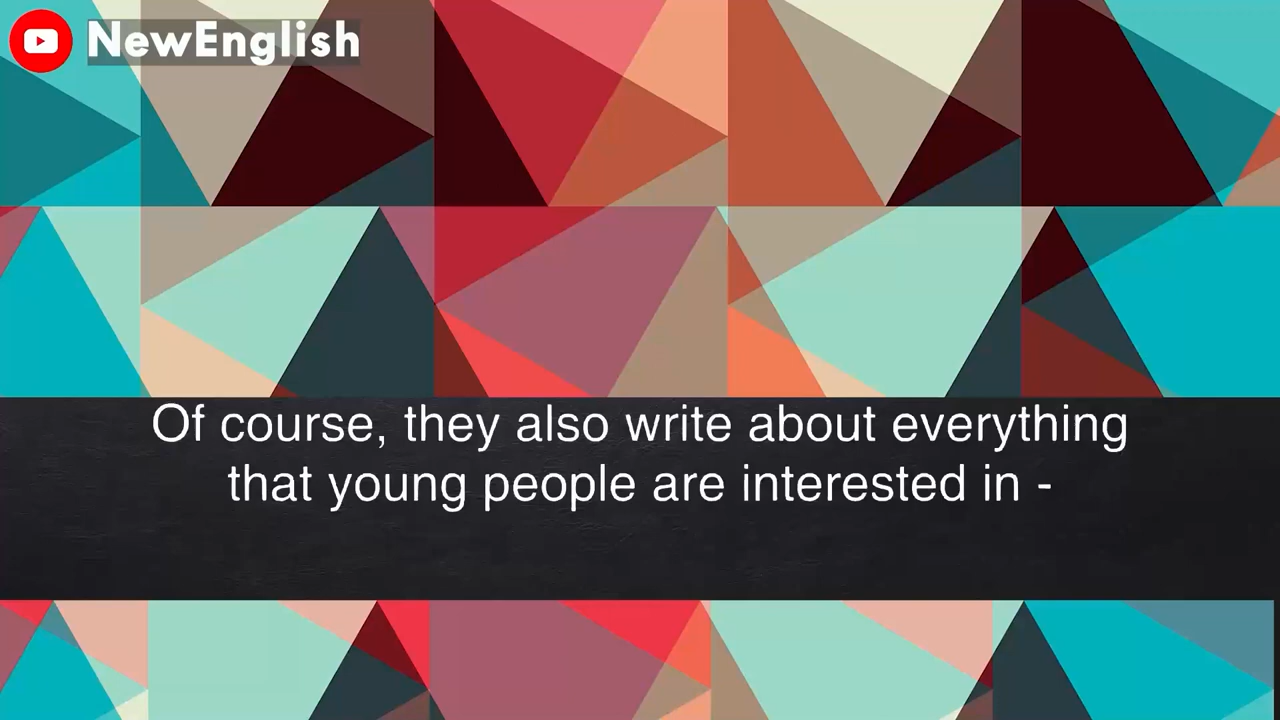 NewEnglish
Of course, they also write about everything
that young people are interested in -